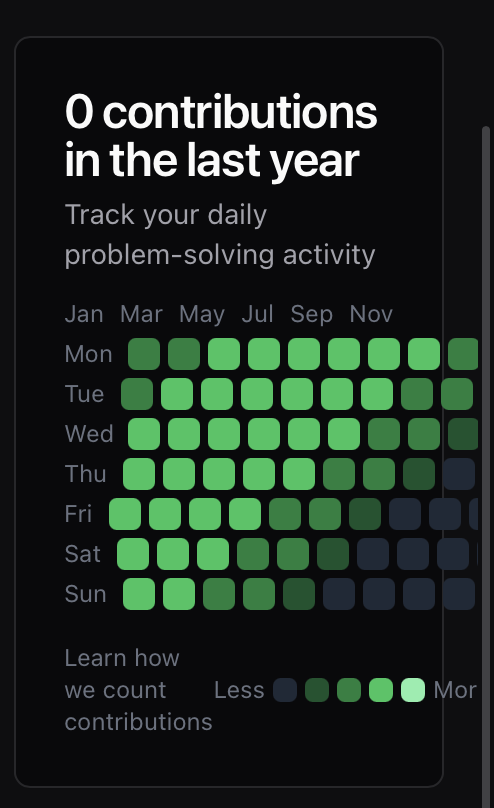 0 contributions
in the last year
Track your daily
problem-solving activity
Jan Mar May Jul Sep Nov
Mon
Tue
Wed
Thu
Fri
Sat
Sun
Learn how
we count
contributions
Less
Mor